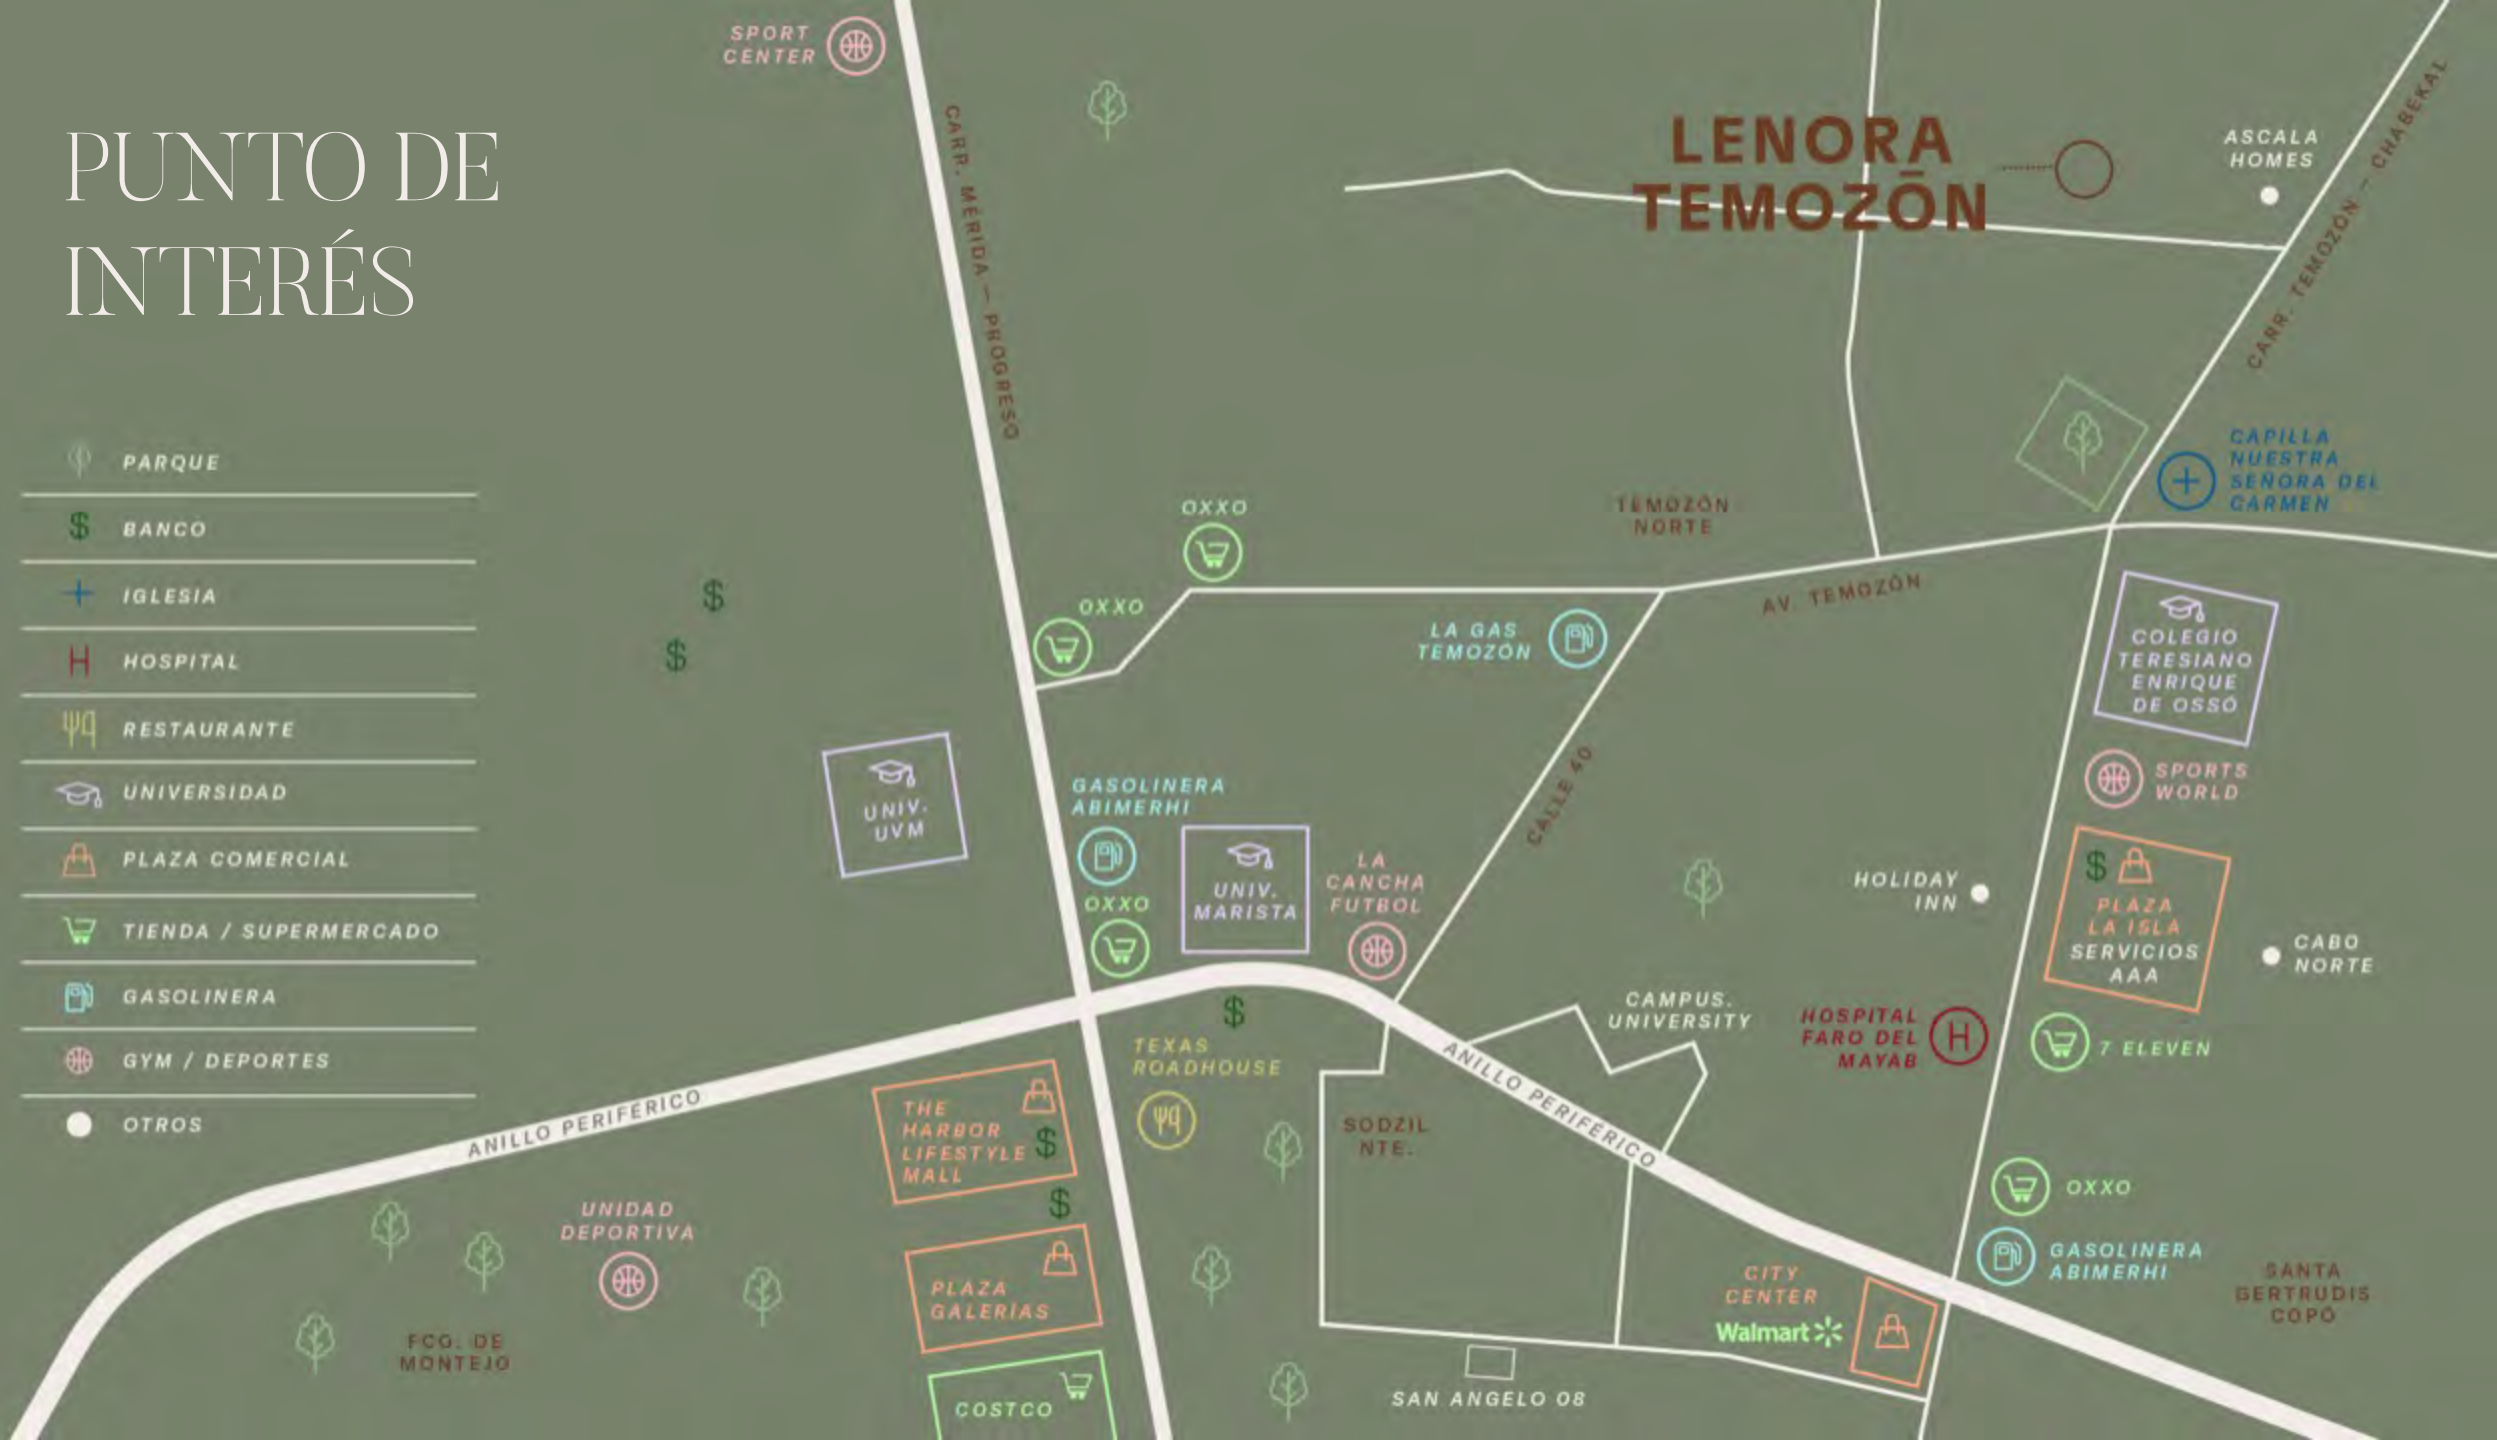 PUNTO DE
INTERÉS
PARQUE
$ BANCO
IGLESIA
H HOSPITAL
RESTAURANTE
UNIVERSIDAD
PLAZA COMERCIAL
TIENDA / SUPERMERCADO
GASOLINERA
GYM / DEPORTES
OTROS
SPORT
CENTER
CARR. MÉRIDA — PROGRESO
LENORA
TEMOZÓN
ASCALA
HOMES
CARR. TEMOZÓN — CHABEKAL
CAPILLA
NUESTRA
SEÑORA DEL
CARMEN
TEMOZÓN
NORTE
OXXO
OXXO
LA GAS
TEMOZÓN
AV. TEMOZÓN
$
$
COLEGIO
TERESIANO
ENRIQUE
DE OSSÓ
UNIV.
UVM
GASOLINERA
ABIMERHI
OXXO
UNIV.
MARISTA
LA
CANCHA
FUTBOL
CALLE 40
SPORTS
WORLD
HOLIDAY
INN
$
PLAZA
LA ISLA
SERVICIOS
AAA
CABO
NORTE
CAMPUS.
UNIVERSITY
HOSPITAL
FARO DEL
MAYAB
H
7 ELEVEN
$
TEXAS
ROADHOUSE
ANILLO PERIFÉRICO
ANILLO PERIFÉRICO
THE
HARBOR
LIFESTYLE
MALL
$
$
SODZIL
NTE.
OXXO
GASOLINERA
ABIMERHI
UNIDAD
DEPORTIVA
PLAZA
GALERÍAS
CITY
CENTER
Walmart
SANTA
GERTRUDIS
COPÓ
FCO. DE
MONTEJO
COSTCO
SAN ANGELO 08